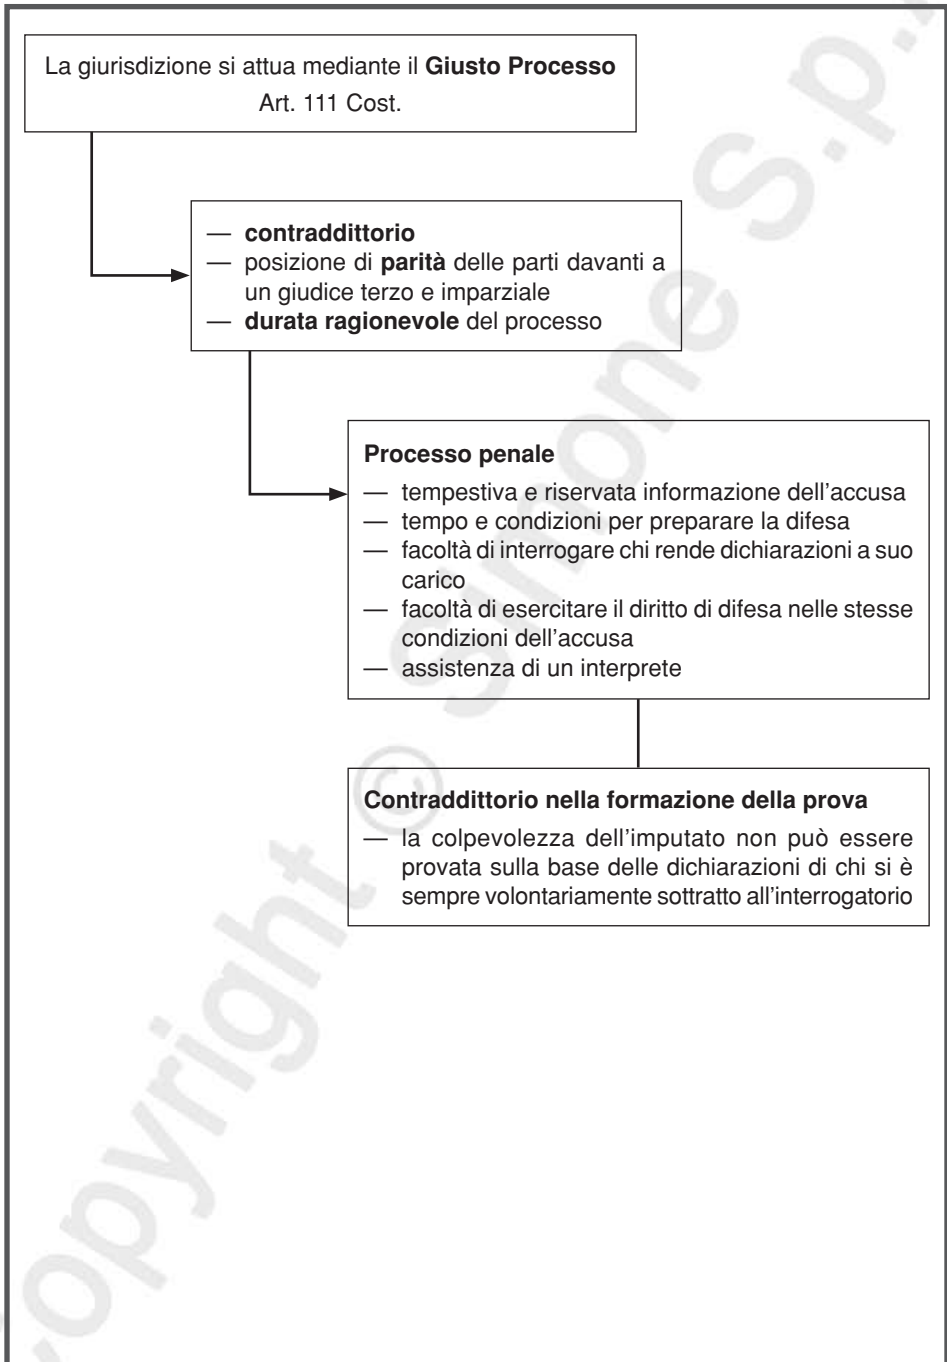 La giurisdizione si attua mediante il Giusto Processo
Art. 111 Cost.
— contraddittorio
— posizione di parità delle parti davanti a
un giudice terzo e imparziale
— durata ragionevole del processo
Processo penale
— tempestiva e riservata informazione dell’accusa
— tempo e condizioni per preparare la difesa
— facoltà di interrogare chi rende dichiarazioni a suo
carico
— facoltà di esercitare il diritto di difesa nelle stesse
condizioni dell’accusa
— assistenza di un interprete
Contraddittorio nella formazione della prova
— la colpevolezza dell’imputato non può essere
provata sulla base delle dichiarazioni di chi si è
sempre volontariamente sottratto all’interrogatorio
Copyright © Simone S.p.